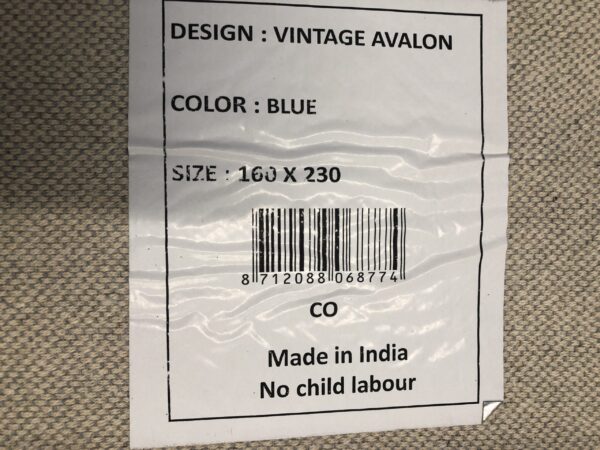 DESIGN : VINTAGE AVALON
COLOR : BLUE
SIZE : 160 X 230
8 712088 068774
CO
Made in India
No child labour